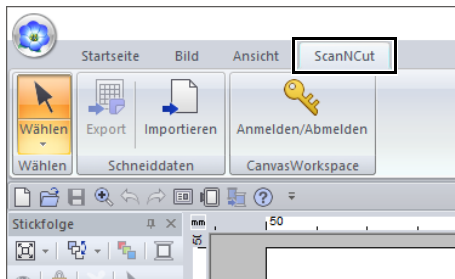 Startseite Bild Ansicht ScanNCut
Wählen Export Importieren Anmelden/Abmelden
Wählen Schneiddaten CanvasWorkspace
Stickfolge mm 50